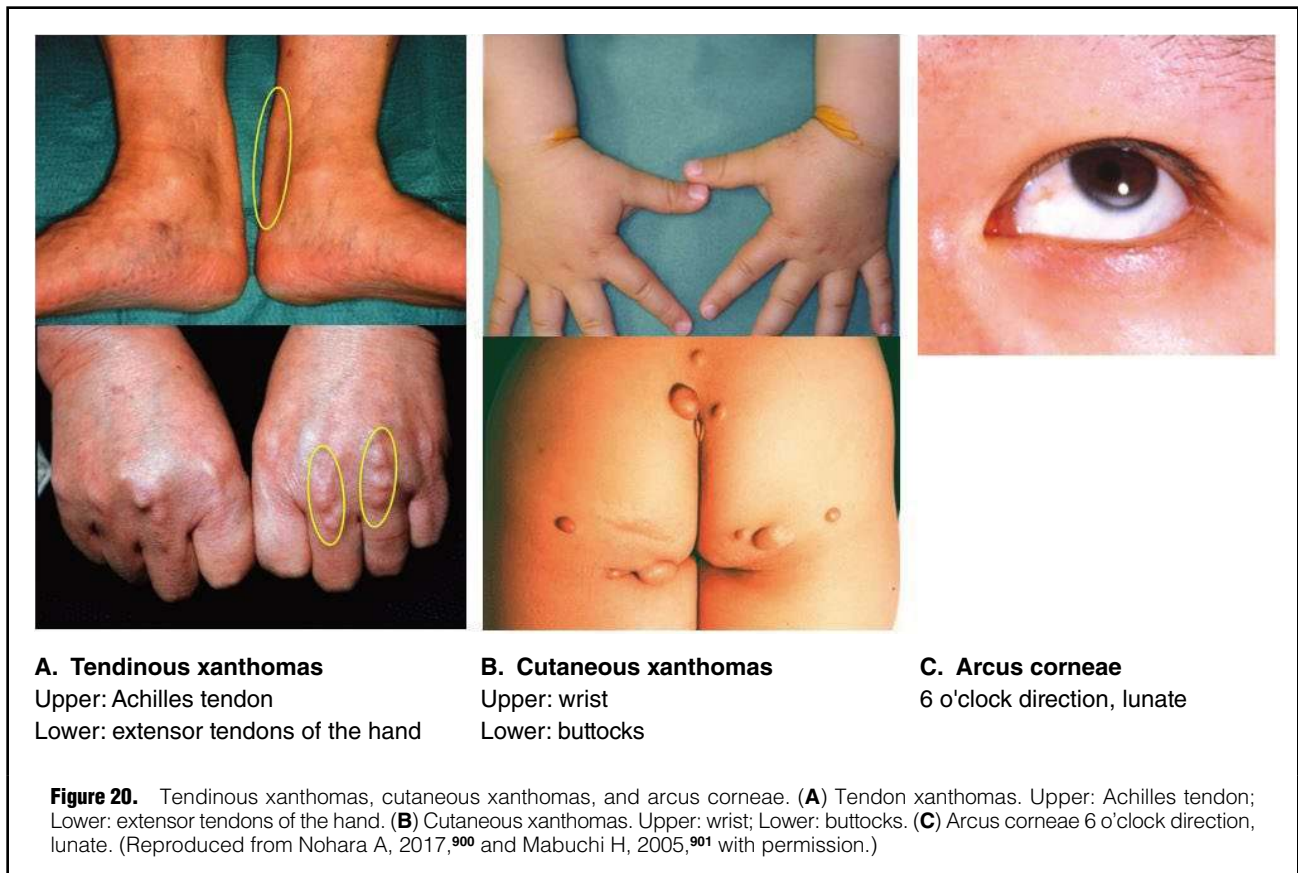 A. Tendinous xanthomas
Upper: Achilles tendon
Lower: extensor tendons of the hand
B. Cutaneous xanthomas
Upper: wrist
Lower: buttocks
C. Arcus corneae
6 o'clock direction, lunate
Figure 20. Tendinous xanthomas, cutaneous xanthomas, and arcus corneae. (A) Tendon xanthomas. Upper: Achilles tendon;
Lower: extensor tendons of the hand. (B) Cutaneous xanthomas. Upper: wrist; Lower: buttocks. (C) Arcus corneae 6 o’clock direction,
lunate. (Reproduced from Nohara A, 2017,900 and Mabuchi H, 2005,901 with permission.)